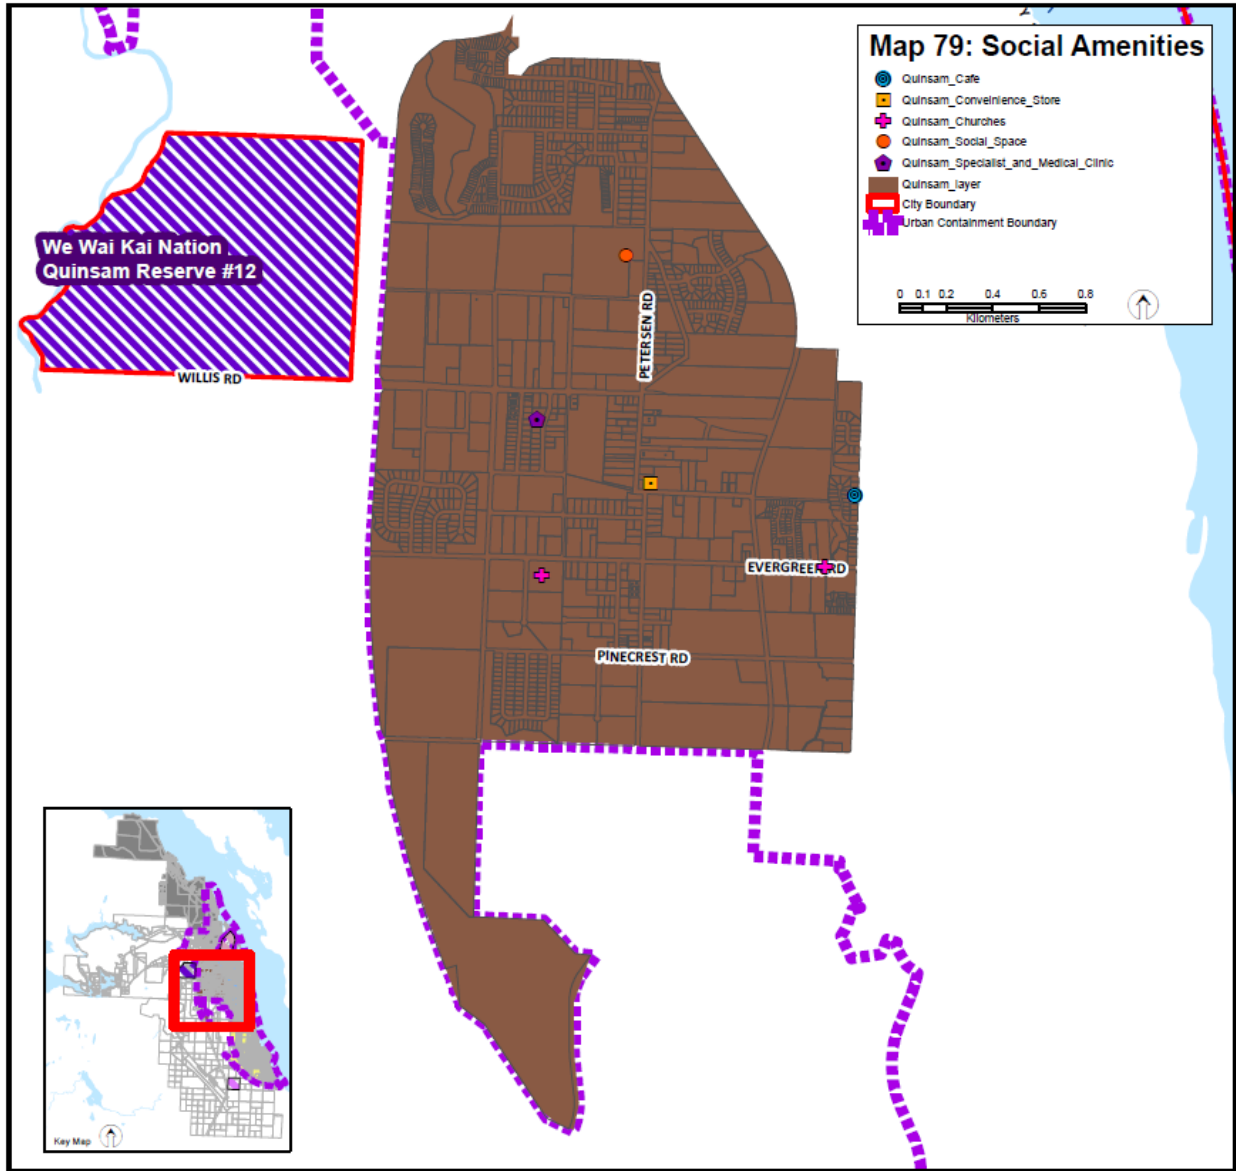 Map 79: Social Amenities
Quinsam_Cafe
Quinsam_Conveinience_Store
Quinsam_Churches
Quinsam_Social_Space
Quinsam_Specialist_and_Medical_Clinic
Quinsam_layer
City Boundary
Urban Containment Boundary
0 0.1 0.2 0.4 0.6 0.8
Kilometers
We Wai Kai Nation
Quinsam Reserve #12
WILLIS RD
PETERSEN RD
EVERGREEN RD
PINECREST RD
Key Map